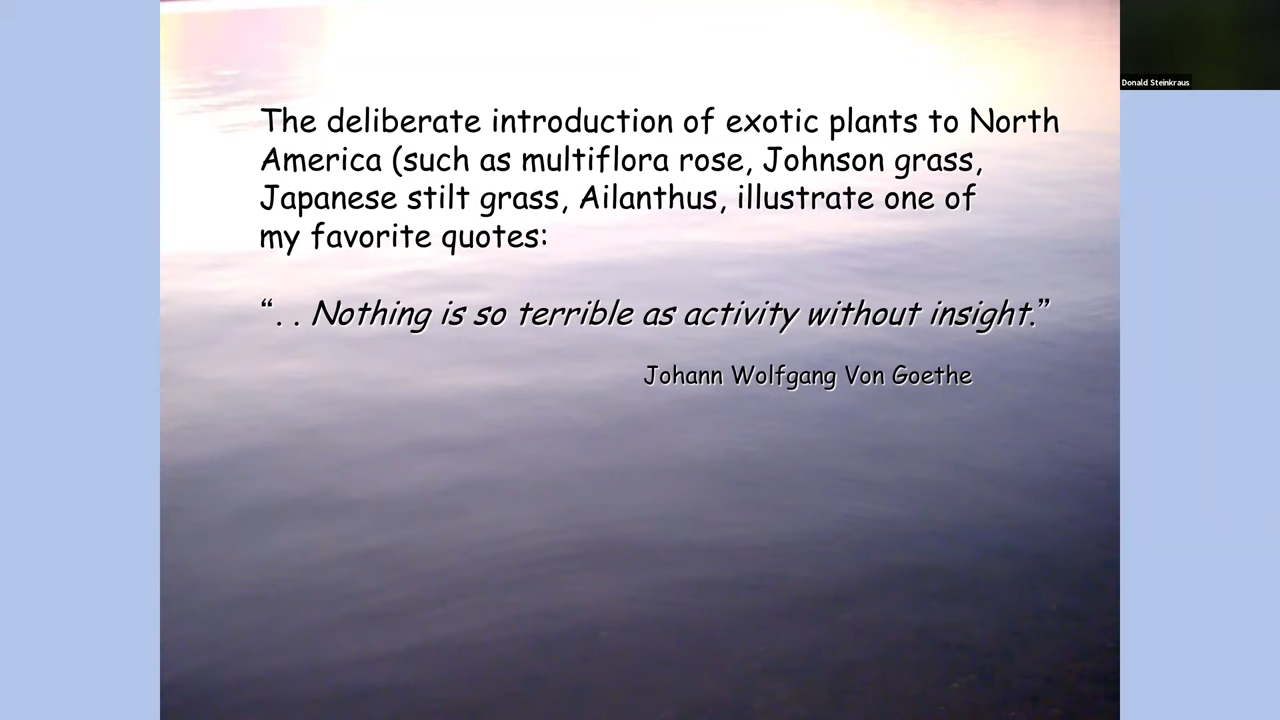 Donald Steinkraus
The deliberate introduction of exotic plants to North
America (such as multiflora rose, Johnson grass,
Japanese stilt grass, Ailanthus, illustrate one of
my favorite quotes:
“. . Nothing is so terrible as activity without insight.”
Johann Wolfgang Von Goethe